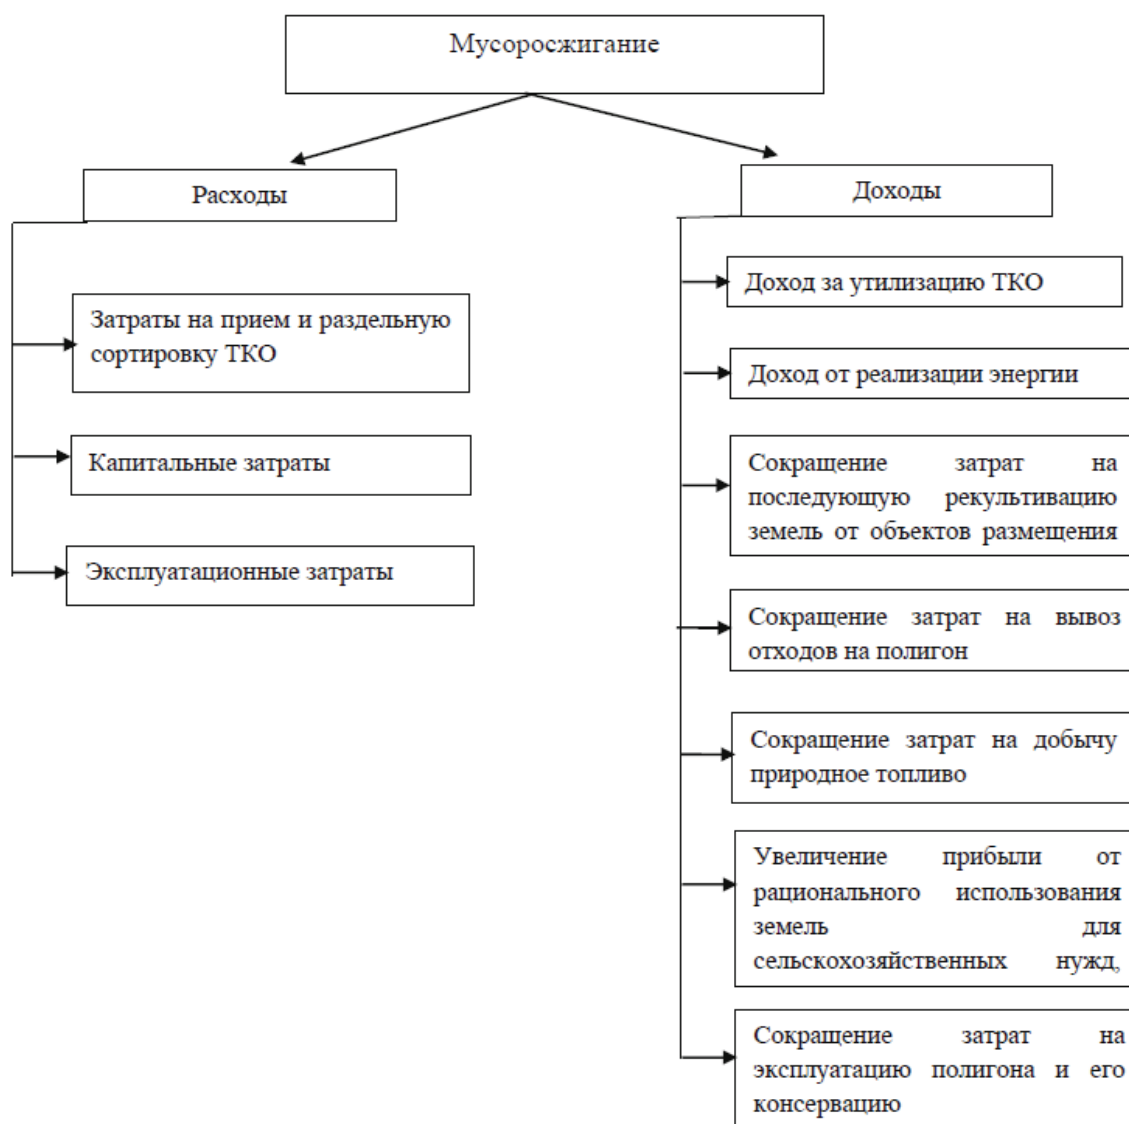 Мусоросжигание
Расходы
Затраты на прием и раздельную
сортировку ТКО
Капитальные затраты
Эксплуатационные затраты
Доходы
Доход за утилизацию ТКО
Доход от реализации энергии
Сокращение затрат на
последующую рекультивацию
земель от объектов размещения
Сокращение затрат на вывоз
отходов на полигон
Сокращение затрат на добычу
природное топливо
Увеличение прибыли от
рационального использования
земель для
сельскохозяйственных нужд,
Сокращение затрат на
эксплуатацию полигона и его
консервацию